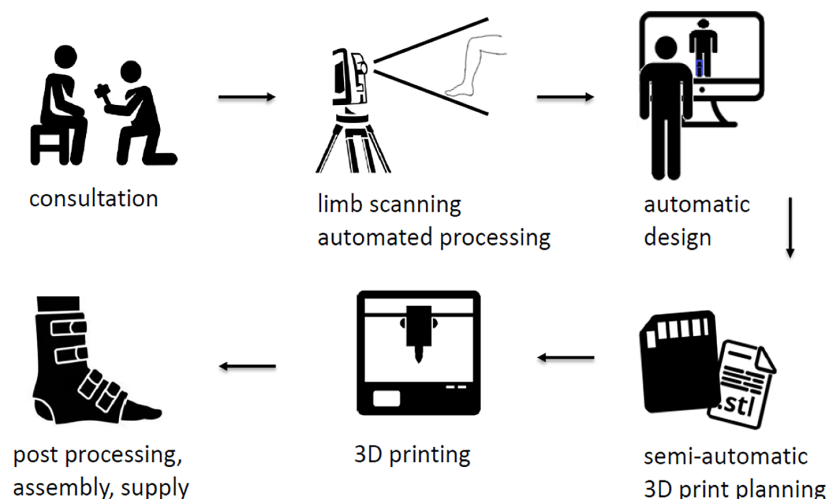 consultation
limb scanning
automated processing
automatic
design
.stl
semi-automatic
3D print planning
3D printing
post processing,
assembly, supply